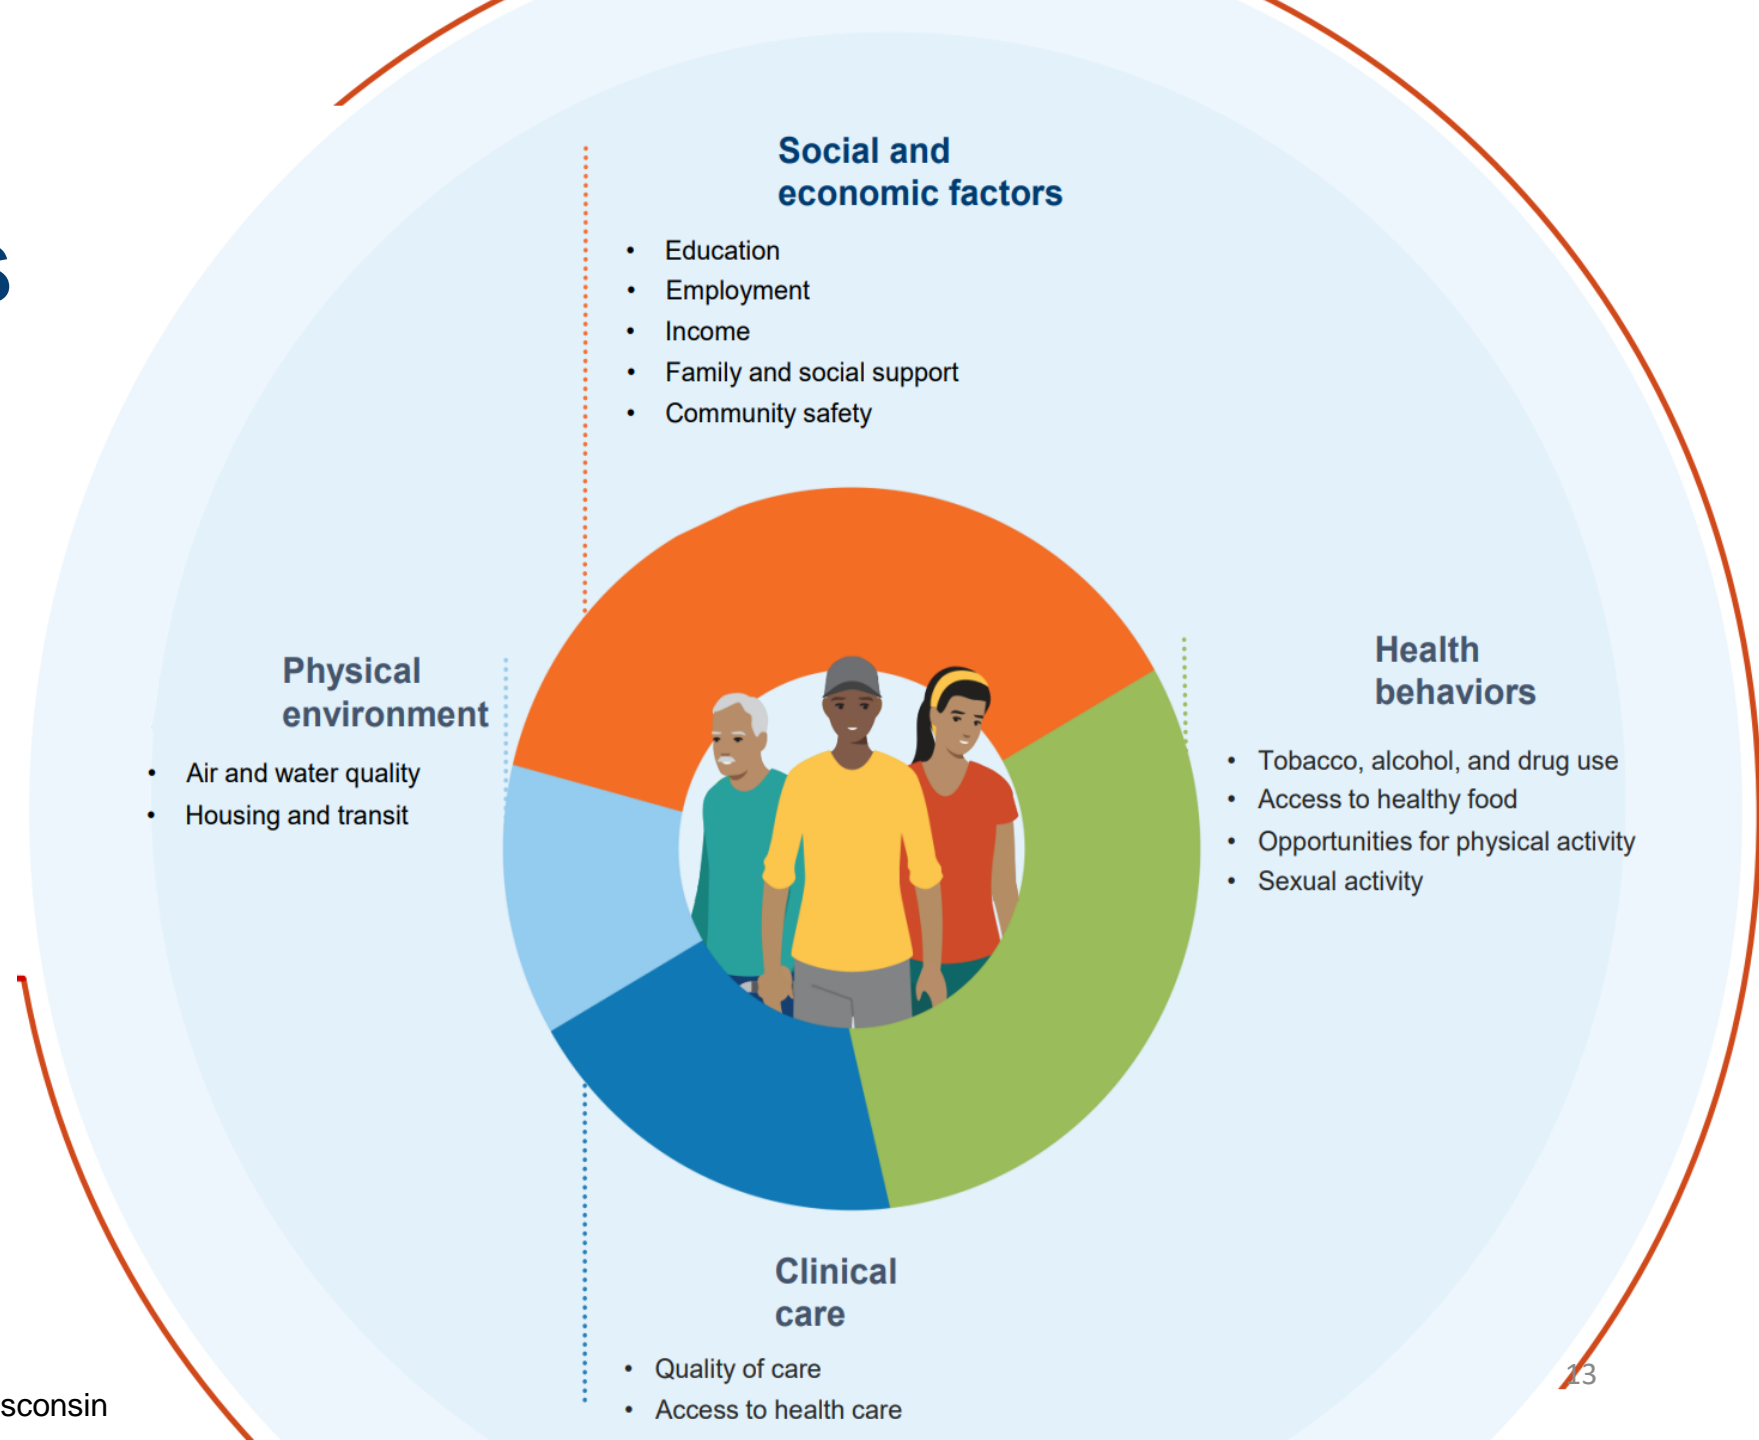 Social and
economic factors
• Education
• Employment
• Income
• Family and social support
• Community safety
Physical
environment
• Air and water quality
• Housing and transit
Health
behaviors
• Tobacco, alcohol, and drug use
• Access to healthy food
• Opportunities for physical activity
• Sexual activity
Clinical
care
• Quality of care
• Access to health care
s
sconsin
13